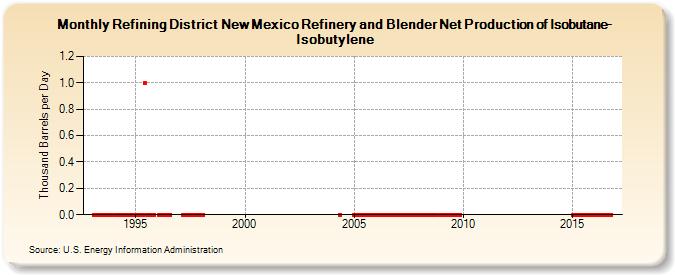 Monthly Refining District New Mexico Refinery and Blender Net Production of Isobutane-
Isobutylene
Thousand Barrels per Day
1.2
1.0
0.8
0.6
0.4
0.2
0.0
1995 2000 2005 2010 2015
Source: U.S. Energy Information Administration